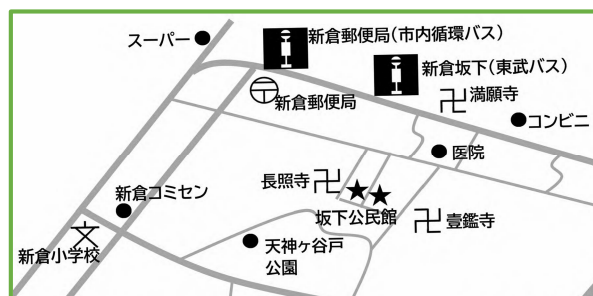 スーパー
新倉郵便局(市内循環バス)
新倉坂下(東武バス)
新倉郵便局
満願寺
コンビニ
医院
長照寺
坂下公民館
壹鑑寺
新倉コミセン
新倉小学校
天神ヶ谷戸
公園